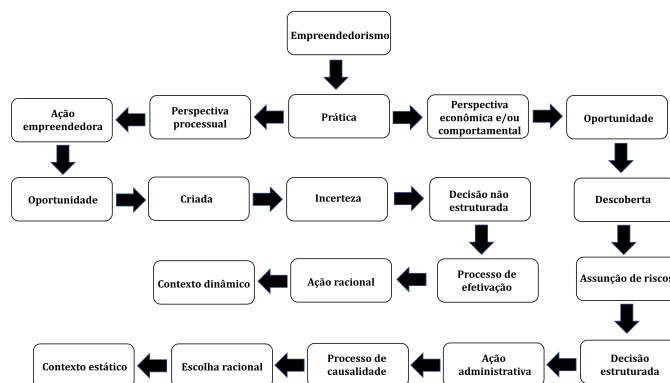 Empreendedorismo
Ação
empreendedora
Perspectiva
processual
Prática
Perspectiva
econômica e/ou
comportamental
Oportunidade
Oportunidade
Criada
Incerteza
Decisão não
estruturada
Descoberta
Contexto dinâmico
Ação racional
Processo de
efetivação
Assunção de riscos
Contexto estático
Escolha racional
Processo de
causalidade
Ação
administrativa
Decisão
estruturada